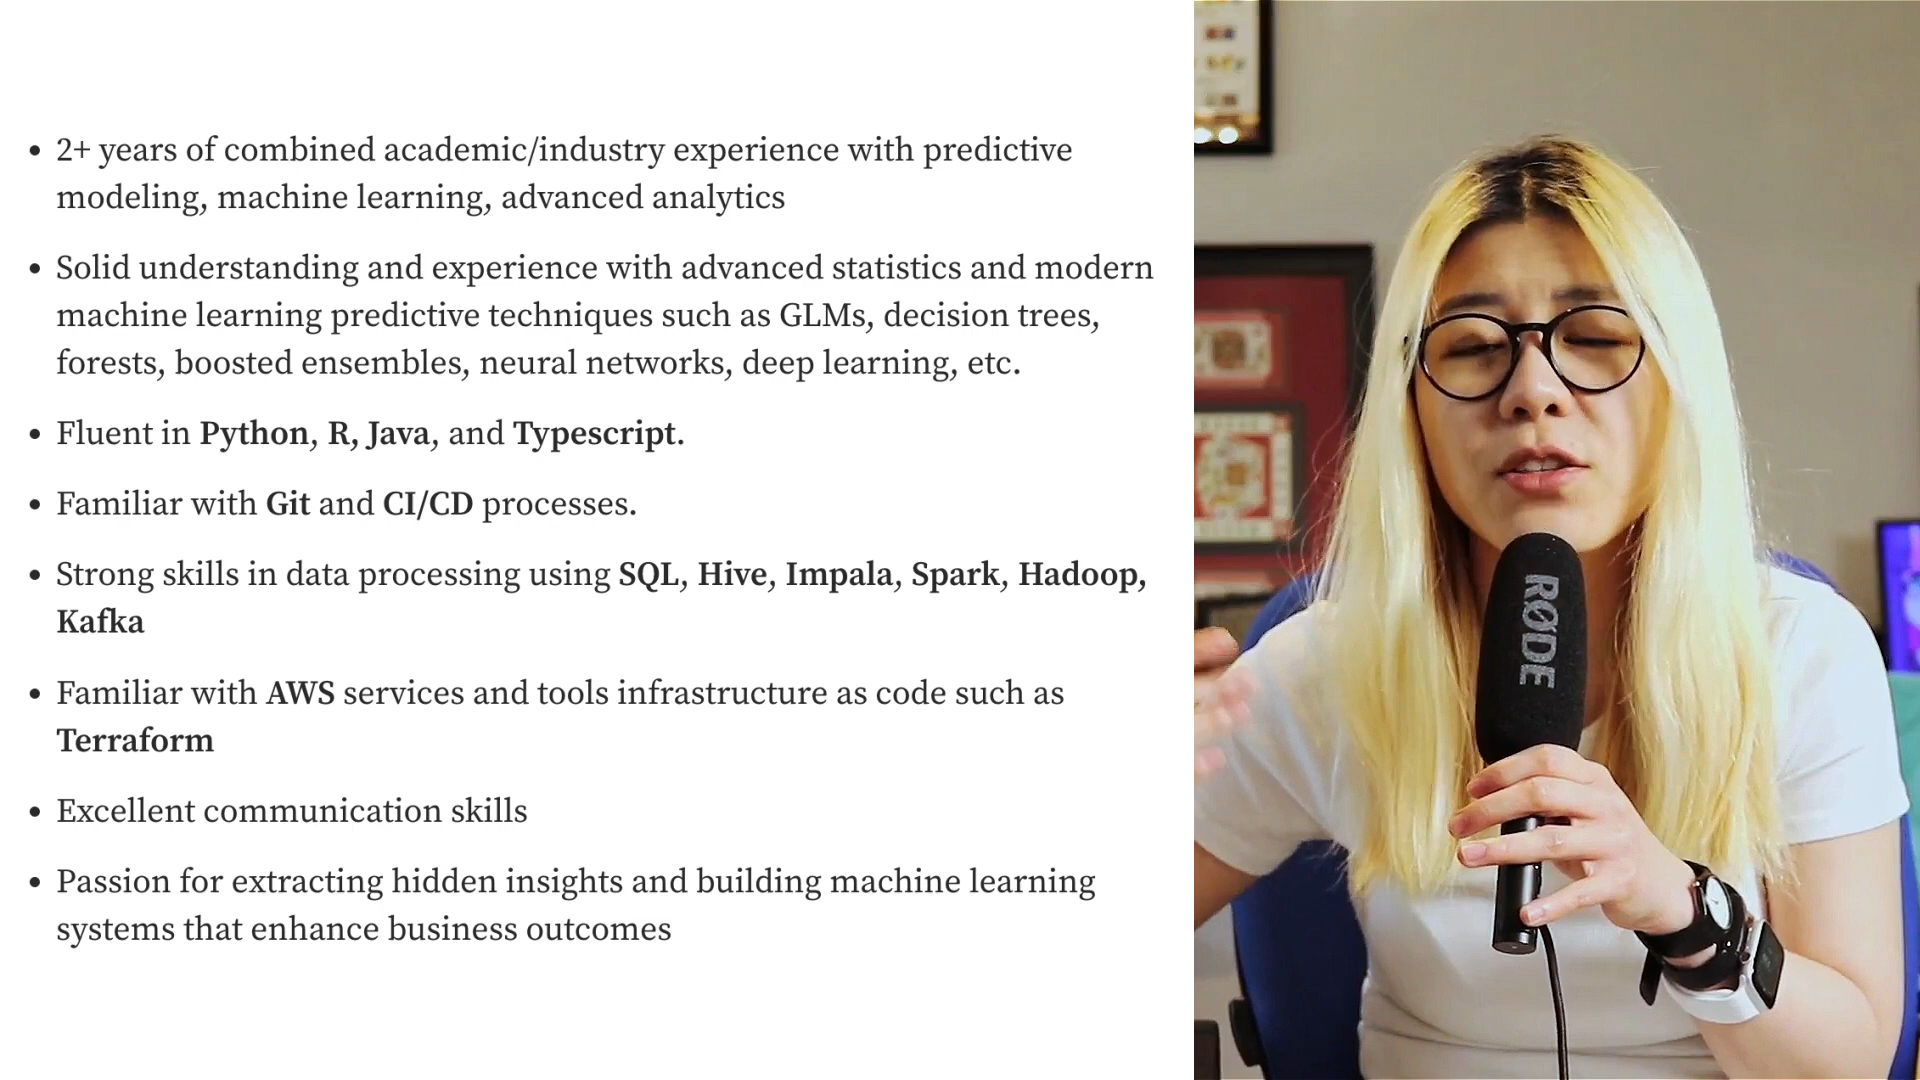 2+ years of combined academic/industry experience with predictive
modeling, machine learning, advanced analytics
Solid understanding and experience with advanced statistics and modern
machine learning predictive techniques such as GLMs, decision trees,
forests, boosted ensembles, neural networks, deep learning, etc.
Fluent in Python, R, Java, and Typescript.
Familiar with Git and CI/CD processes.
Strong skills in data processing using SQL, Hive, Impala, Spark, Hadoop,
Kafka
Familiar with AWS services and tools infrastructure as code such as
Terraform
Excellent communication skills
Passion for extracting hidden insights and building machine learning
systems that enhance business outcomes
RØDE